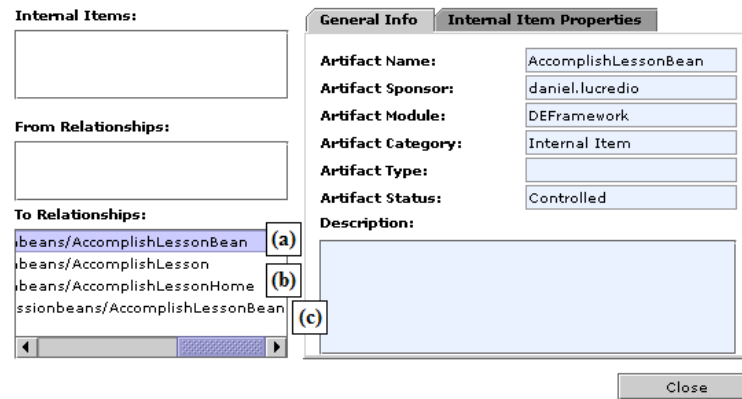 Internal Items:
From Relationships:
To Relationships:
beans/AccomplishLessonBean
beans/AccomplishLesson
beans/AccomplishLessonHome
ssionbeans/AccomplishLessonBean
(a)
(b)
(c)
General Info
Internal Item Properties
Artifact Name: AccomplishLessonBean
Artifact Sponsor: daniel.lucredio
Artifact Module: DEFramework
Artifact Category: Internal Item
Artifact Type:
Artifact Status: Controlled
Description:
Close